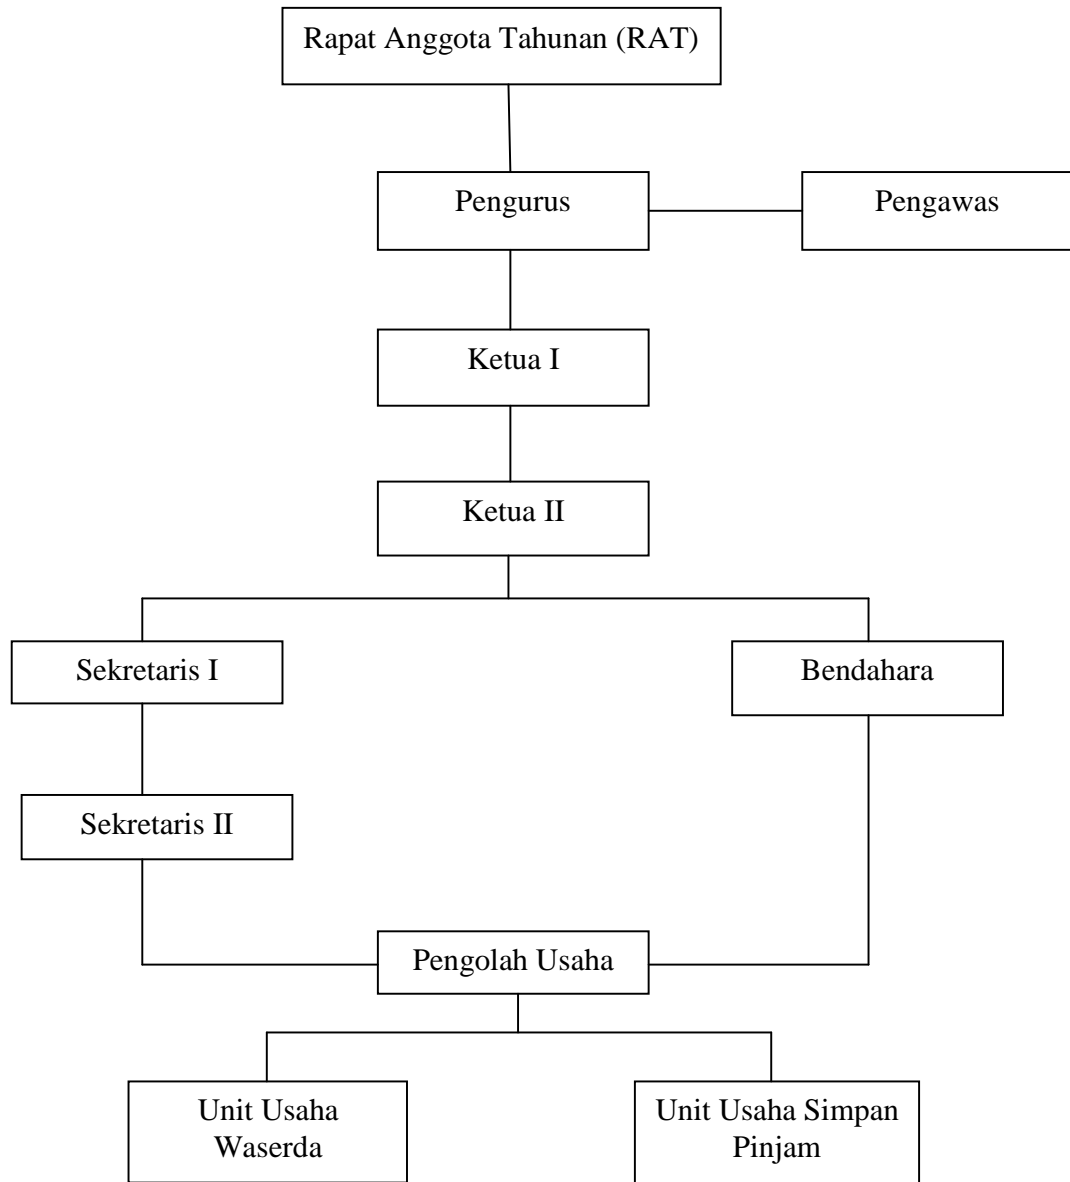 Rapat Anggota Tahunan (RAT)
Pengurus
Pengawas
Ketua I
Ketua II
Sekretaris I
Bendahara
Sekretaris II
Pengolah Usaha
Unit Usaha
Waserda
Unit Usaha Simpan
Pinjam